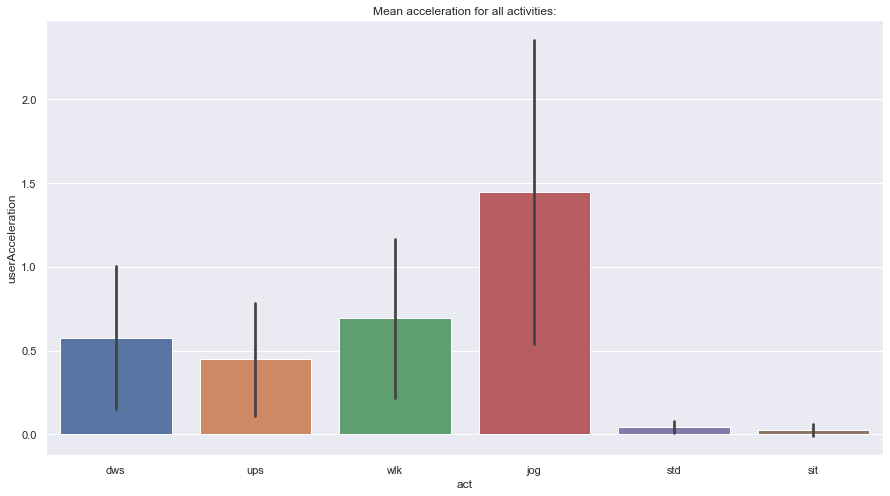 Mean acceleration for all activities:
2.0
1.5
1.0
0.5
0.0
userAcceleration
dws ups wlk jog std sit
act